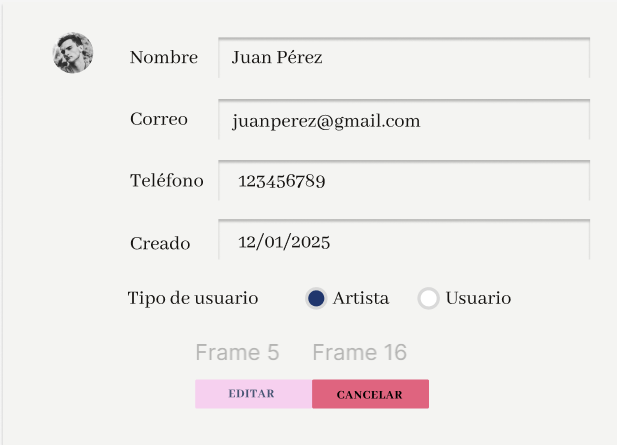 Nombre Juan Pérez
Correo juanperez@gmail.com
Teléfono 123456789
Creado 12/01/2025
Tipo de usuario Artista Usuario
Frame 5 Frame 16
EDITAR CANCELAR